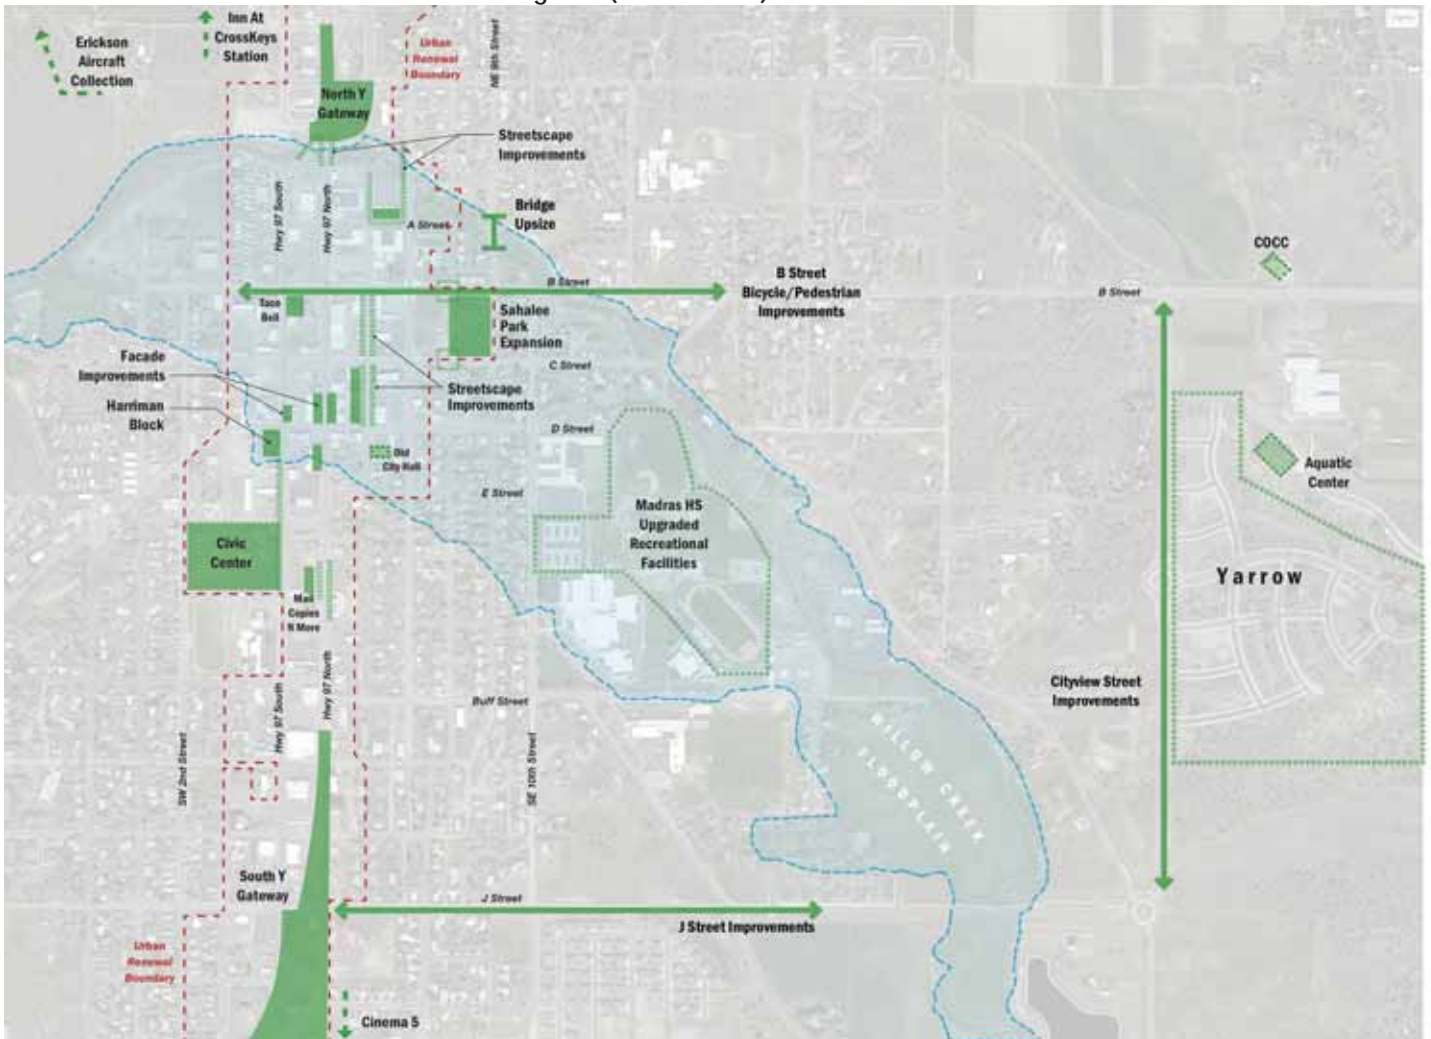 Erickson
Aircraft
Collection
Inn At
CrossKeys
Station
Urban
Renewal
Boundary
NE 8th Street
North Y
Gateway
Streetscape
Improvements
Hwy 97 South
Hwy 97 North
A Street
Bridge
Upsize
COCC
B Street
B Street
Bicycle/Pedestrian
Improvements
B Street
Taco
Bell
Sahalee
Park
Expansion
C Street
Facade
Improvements
Harriman
Block
Streetscape
Improvements
D Street
Old
City Hall
E Street
Madras HS
Upgraded
Recreational
Facilities
Aquatic
Center
Civic
Center
Mail
Copies
N More
Yarrow
Cityview Street
Improvements
Hwy 97 South
Hwy 97 North
Buff Street
SW 2nd Street
SE 10th Street
WILLOW CREEK
FLOODPLAIN
South Y
Gateway
J Street
J Street Improvements
Urban
Renewal
Boundary
Cinema 5